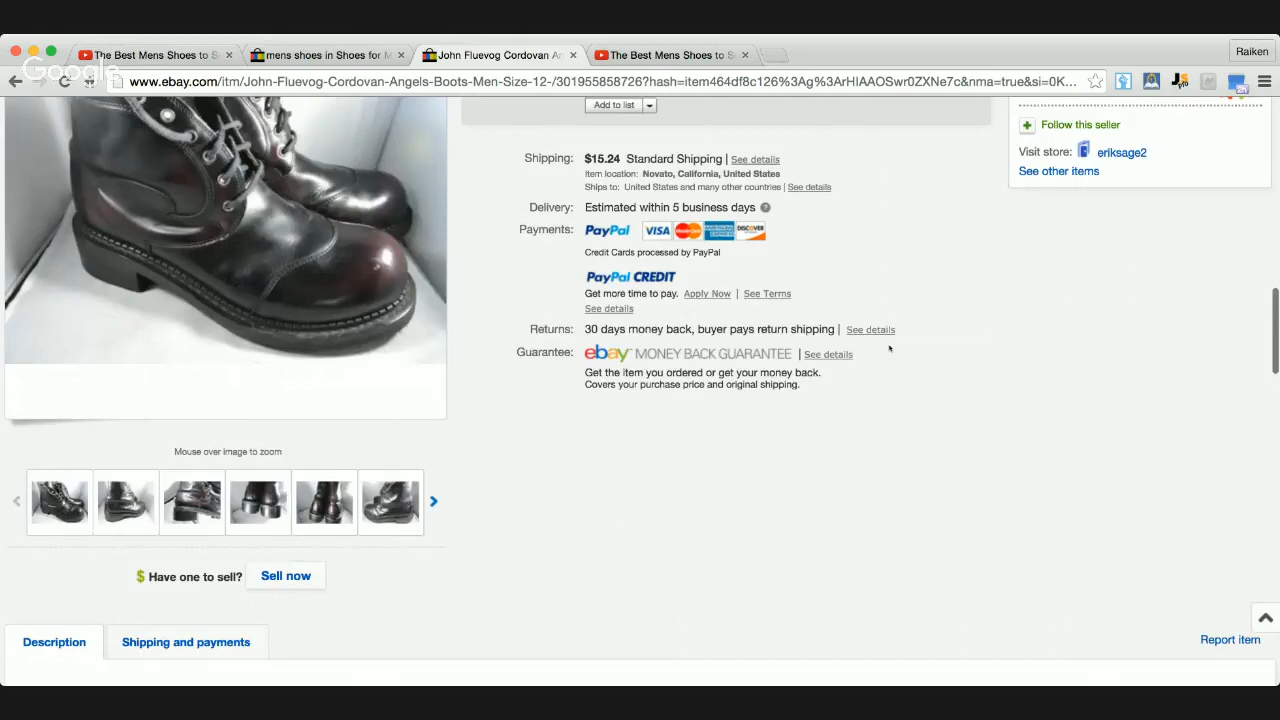 The Best Mens Shoes to S
mens shoes in Shoes for M
John Fluevog Cordovan An
The Best Mens Shoes to S
Raiken
Google
www.ebay.com/itm/John-Fluevog-Cordovan-Angels-Boots-Men-Size-12-/301955858726?hash=item464df8c126%3Ag%3ArHIAAOSwr0ZXNe7c&nma=true&si=0K...
Add to list
Follow this seller
Visit store: eriksage2
See other items
Shipping: $15.24 Standard Shipping | See details
Item location: Novato, California, United States
Ships to: United States and many other countries | See details
Delivery: Estimated within 5 business days
Payments: PayPal VISA MasterCard AMERICAN EXPRESS DISCOVER
Credit Cards processed by PayPal
PayPal CREDIT
Get more time to pay. Apply Now | See Terms
See details
Returns: 30 days money back, buyer pays return shipping | See details
Guarantee: ebay MONEY BACK GUARANTEE | See details
Get the item you ordered or get your money back.
Covers your purchase price and original shipping.
Mouse over image to zoom
$ Have one to sell? Sell now
Description
Shipping and payments
Report item